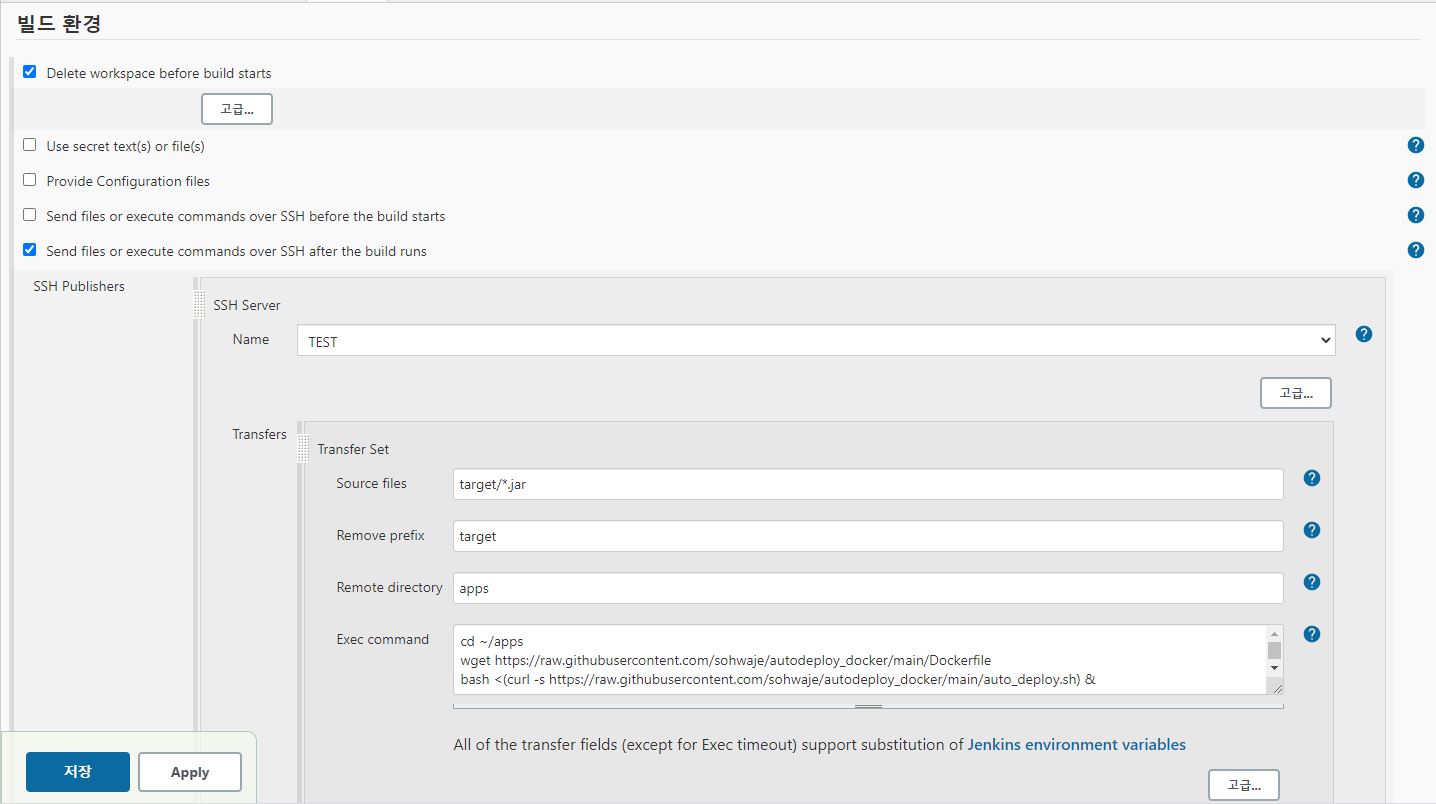 빌드 환경
Delete workspace before build starts
고급...
Use secret text(s) or file(s)
Provide Configuration files
Send files or execute commands over SSH before the build starts
Send files or execute commands over SSH after the build runs
SSH Publishers
SSH Server
Name
TEST
고급...
Transfers
Transfer Set
Source files
target/*.jar
Remove prefix
target
Remote directory
apps
Exec command
cd ~/apps
wget https://raw.githubusercontent.com/sohwaje/autodeploy_docker/main/Dockerfile
bash <(curl -s https://raw.githubusercontent.com/sohwaje/autodeploy_docker/main/auto_deploy.sh) &
All of the transfer fields (except for Exec timeout) support substitution of Jenkins environment variables
고급...
저장
Apply